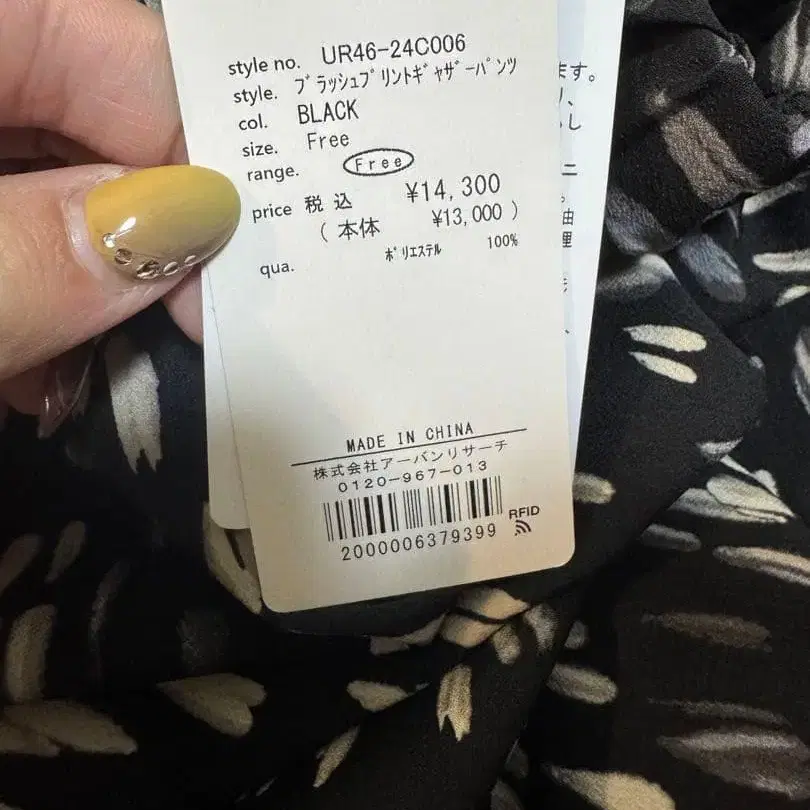 style no. UR46-24C006
style. ブラッシュプリントギャザーパンツ
col. BLACK
size. Free
range. Free
price 税込 ¥14,300
( 本体 ¥13,000 )
qua. ポリエステル 100%
MADE IN CHINA
株式会社アーバンリサーチ
0120-967-013
RFID
2000006379399
ます。